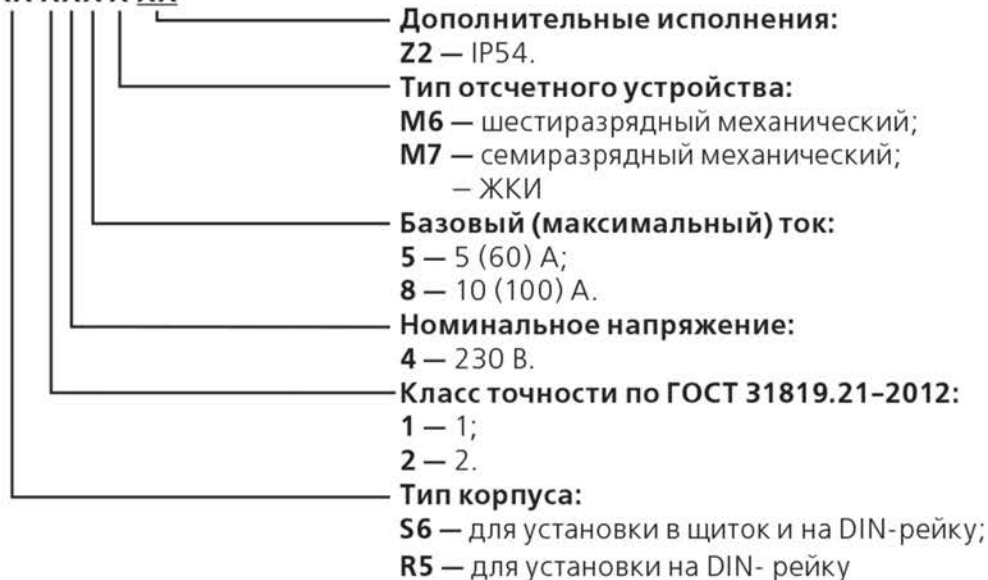 Дополнительные исполнения:
Z2 — IP54.
Тип отсчетного устройства:
М6 — шестиразрядный механический;
М7 — семиразрядный механический;
— ЖКИ
Базовый (максимальный) ток:
5 — 5 (60) А;
8 — 10 (100) А.
Номинальное напряжение:
4 — 230 В.
Класс точности по ГОСТ 31819.21–2012:
1 — 1;
2 — 2.
Тип корпуса:
S6 — для установки в щиток и на DIN-рейку;
R5 — для установки на DIN- рейку